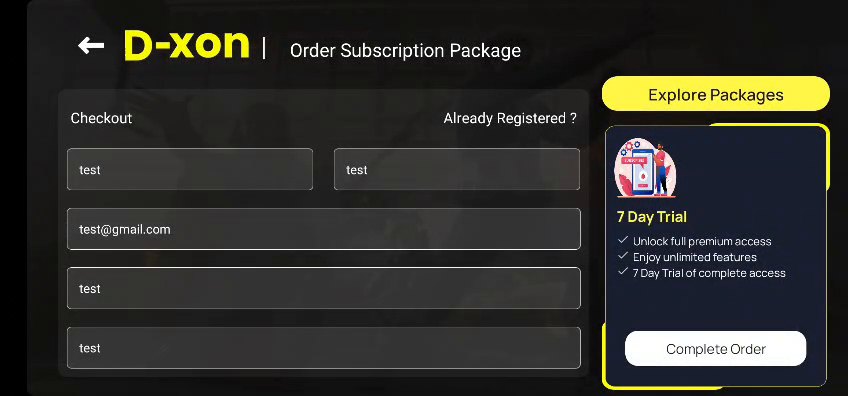 ← D-xon | Order Subscription Package
Explore Packages
Checkout
Already Registered ?
test
test
test@gmail.com
test
test
7 Day Trial
✓ Unlock full premium access
✓ Enjoy unlimited features
✓ 7 Day Trial of complete access
Complete Order